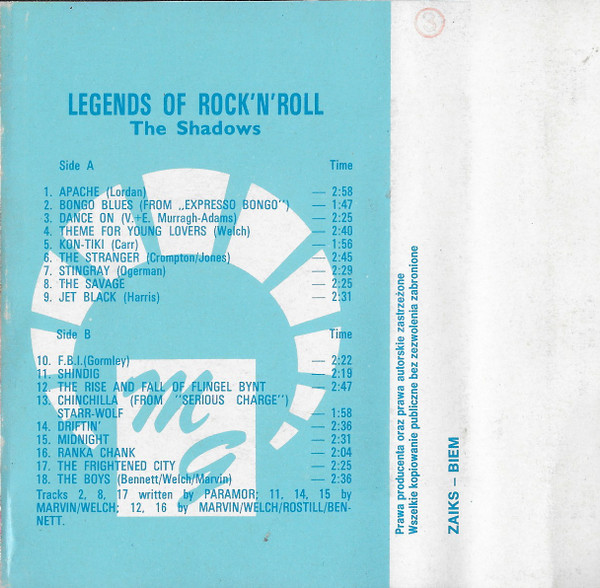 3
LEGENDS OF ROCK'N'ROLL
The Shadows
Side A Time
1. APACHE (Lordan) — 2:58
2. BONGO BLUES (FROM ,,EXPRESSO BONGO") — 1:47
3. DANCE ON (V.+E. Murragh-Adams) — 2:25
4. THEME FOR YOUNG LOVERS (Welch) — 2:40
5. KON-TIKI (Carr) — 1:56
6. THE STRANGER (Crompton/Jones) — 2:45
7. STINGRAY (Ogerman) — 2:29
8. THE SAVAGE — 2:25
9. JET BLACK (Harris) — 2:31
Side B Time
10. F.B.I.(Gormley) — 2:22
11. SHINDIG — 2:19
12. THE RISE AND FALL OF FLINGEL BYNT — 2:47
13. CHINCHILLA (FROM "SERIOUS CHARGE")
STARR-WOLF — 1:58
14. DRIFTIN' — 2:36
15. MIDNIGHT — 2:31
16. RANKA CHANK — 2:04
17. THE FRIGHTENED CITY — 2:25
18. THE BOYS (Bennett/Welch/Marvin) — 2:36
Tracks 2, 8, 17 written by PARAMOR; 11, 14, 15 by
MARVIN/WELCH; 12, 16 by MARVIN/WELCH/ROSTILL/BEN-
NETT.
MG
Prawa producenta oraz prawa autorskie zastrzeżone
Wszelkie kopiowanie publiczne bez zezwolenia zabronione
ZAIKS – BIEM